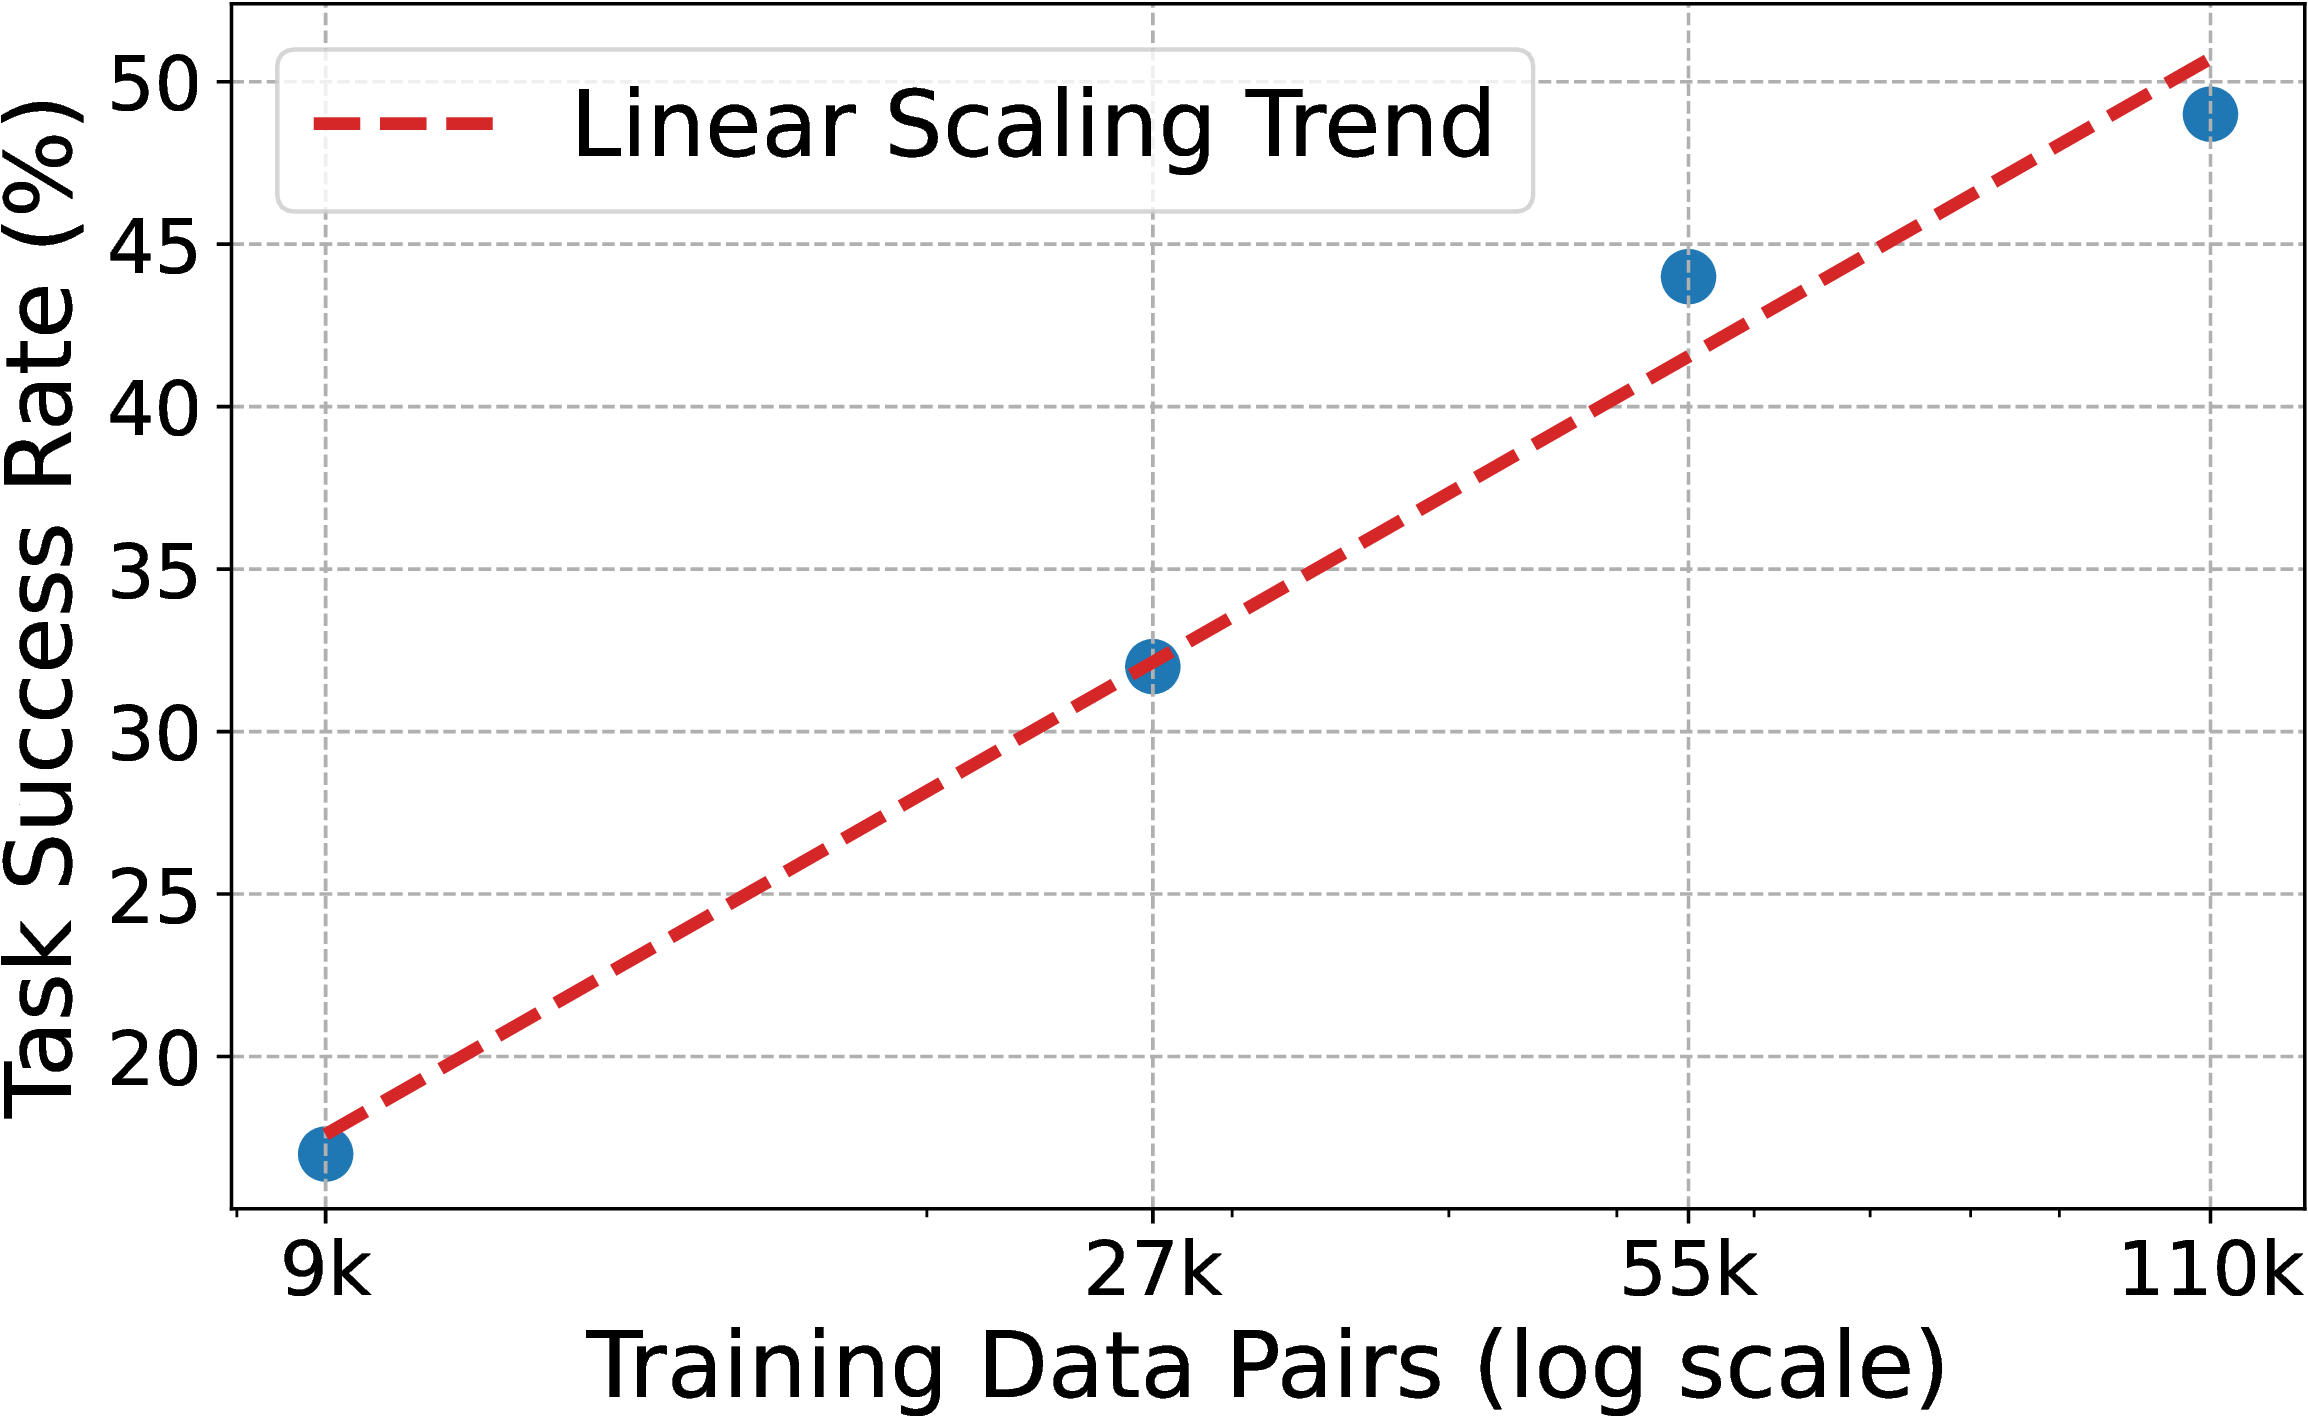 Task Success Rate (%)
50
45
40
35
30
25
20
Linear Scaling Trend
9k
27k
55k
110k
Training Data Pairs (log scale)